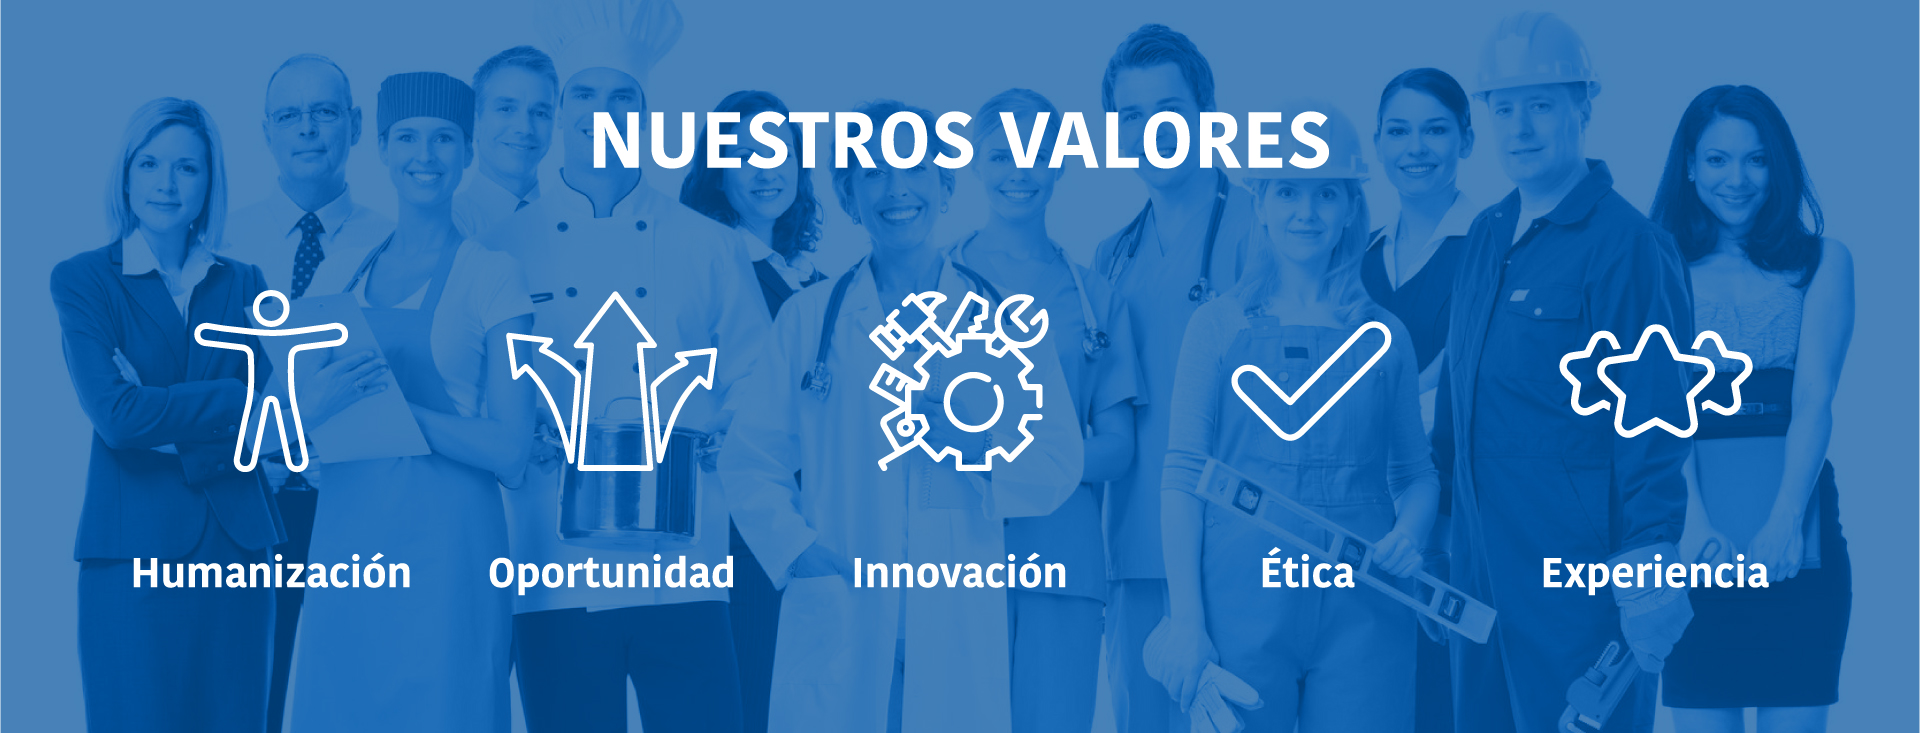 NUESTROS VALORES
Humanización
Oportunidad
Innovación
Ética
Experiencia